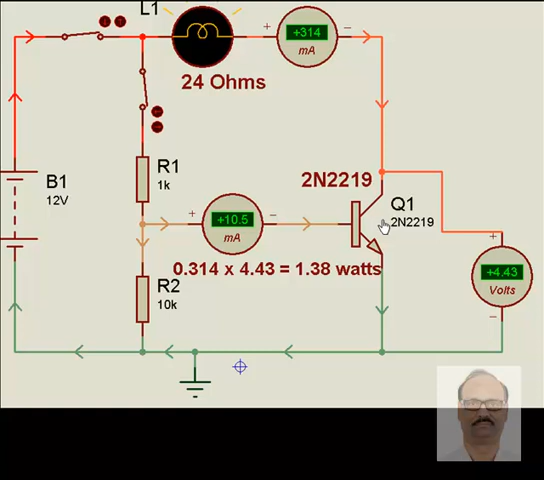 L1
+314
mA
+
-
24 Ohms
R1
1k
B1
12V
2N2219
Q1
2N2219
+
+10.5
-
mA
+
+4.43
Volts
-
0.314 x 4.43 = 1.38 watts
R2
10k